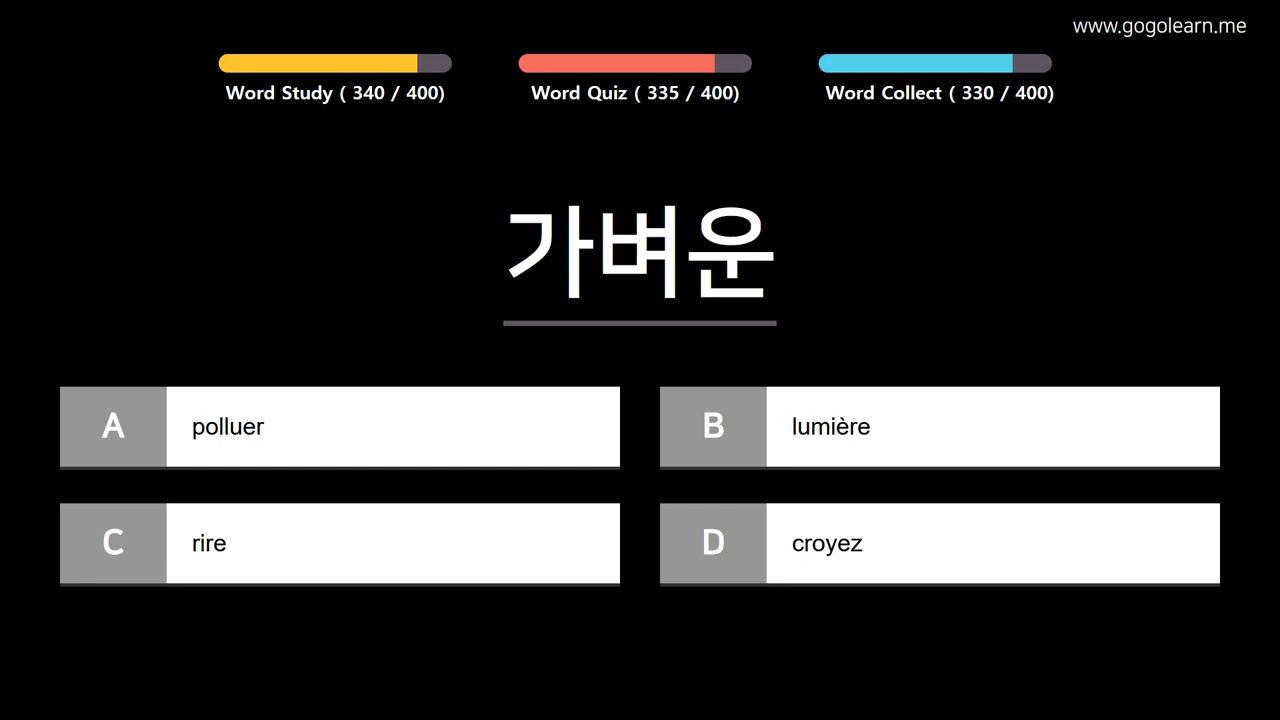 www.gogolearn.me
Word Study ( 340 / 400)
Word Quiz ( 335 / 400)
Word Collect ( 330 / 400)
가벼운
A polluer
B lumière
C rire
D croyez